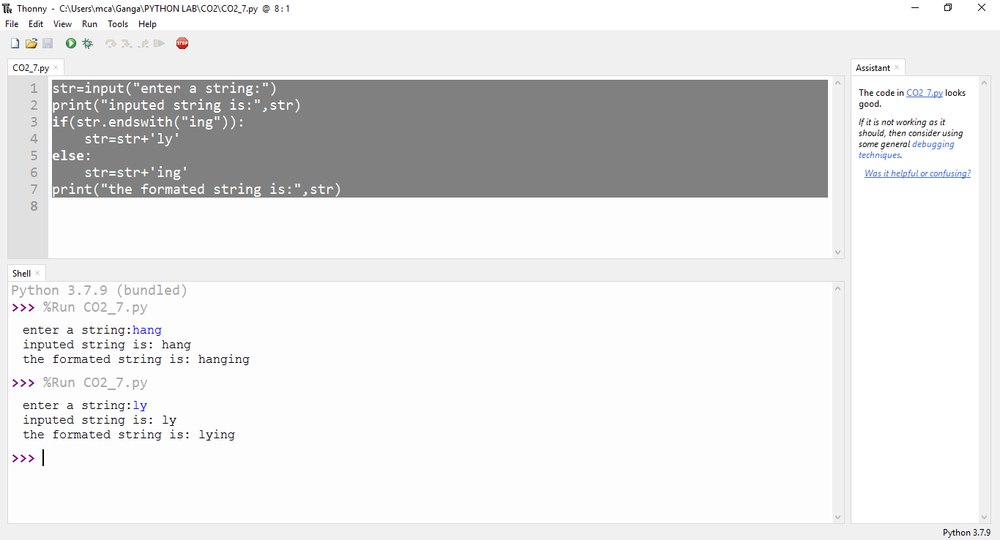 Thonny - C:\Users\mca\Ganga\PYTHON LAB\CO2\CO2_7.py @ 8:1
File Edit View Run Tools Help
STOP
CO2_7.py ×
1 str=input("enter a string:")
2 print("inputed string is:",str)
3 if(str.endswith("ing")):
4     str=str+'ly'
5 else:
6     str=str+'ing'
7 print("the formated string is:",str)
8
Shell ×
Python 3.7.9 (bundled)
>>> %Run CO2_7.py
enter a string:hang
inputed string is: hang
the formated string is: hanging
>>> %Run CO2_7.py
enter a string:ly
inputed string is: ly
the formated string is: lying
>>>
Assistant ×
The code in CO2_7.py looks
good.
If it is not working as it
should, then consider using
some general debugging
techniques.
Was it helpful or confusing?
Python 3.7.9